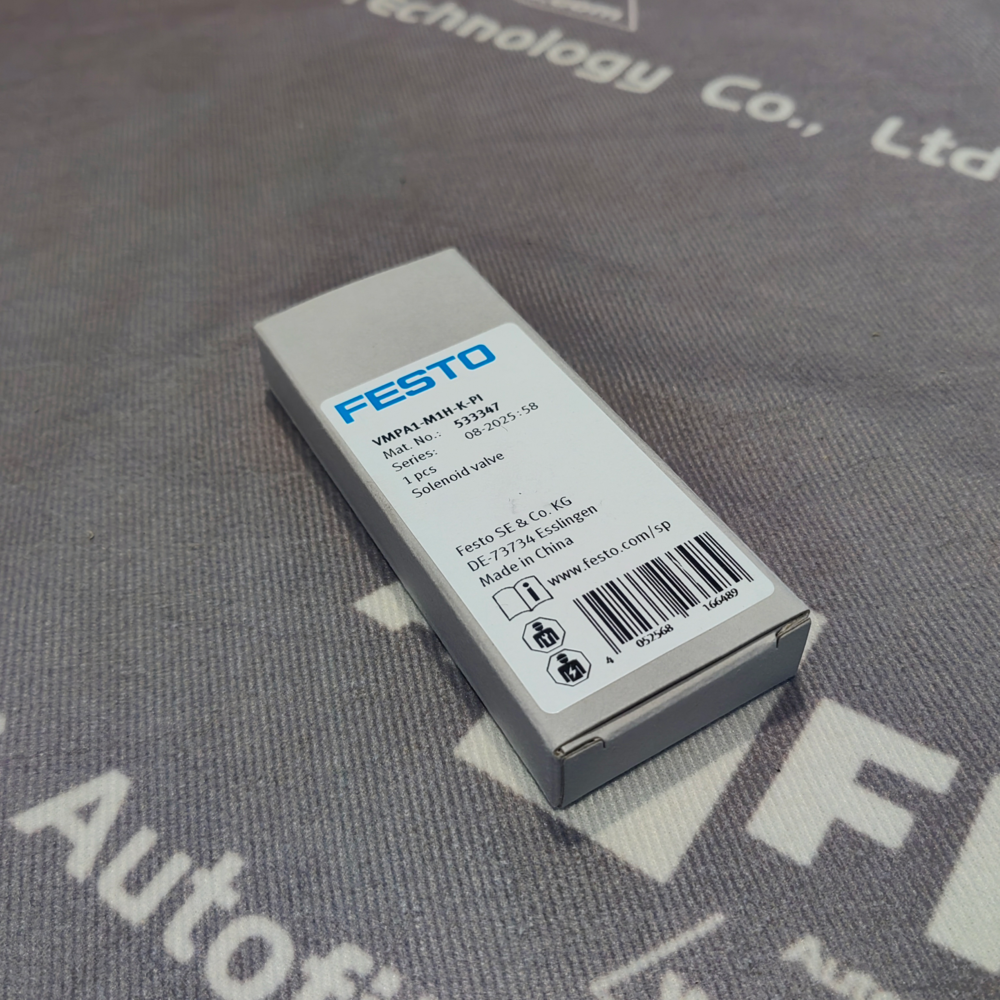 Technology Co., Ltd
FESTO
VMPA1-M1H-K-PI
Mat. No.: 533347
Series: 08-2025:58
1 pcs
Solenoid valve
Festo SE & Co. KG
DE-73734 Esslingen
Made in China
www.festo.com/sp
4 052568 166489